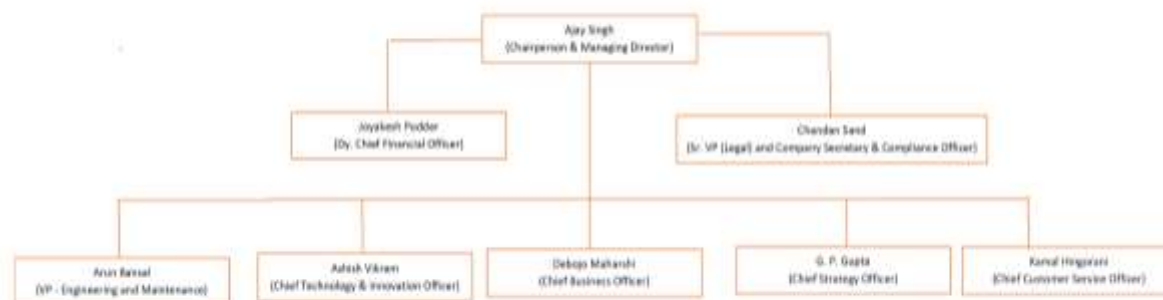 Ajay Singh
(Chairperson & Managing Director)
Joyakesh Podder
(Dy. Chief Financial Officer)
Chandan Sand
(Sr. VP (Legal) and Company Secretary & Compliance Officer)
Arun Bansal
(VP - Engineering and Maintenance)
Ashish Vikram
(Chief Technology & Innovation Officer)
Debojo Maharshi
(Chief Business Officer)
G. P. Gupta
(Chief Strategy Officer)
Kamal Hingorani
(Chief Customer Service Officer)